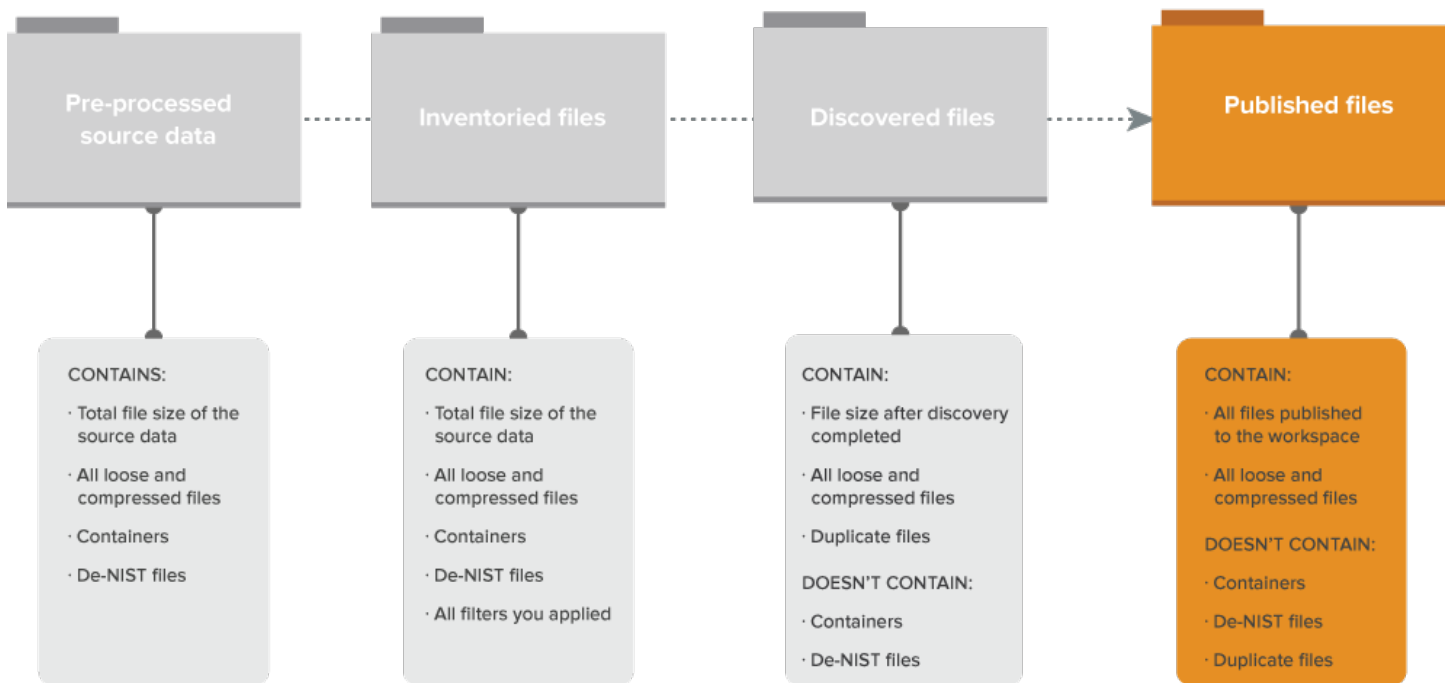 Pre-processed
source data
Inventoried files
Discovered files
Published files
CONTAINS:
· Total file size of the
source data
· All loose and
compressed files
· Containers
· De-NIST files
CONTAIN:
· Total file size of the
source data
· All loose and
compressed files
· Containers
· De-NIST files
· All filters you applied
CONTAIN:
· File size after discovery
completed
· All loose and
compressed files
· Duplicate files
DOESN'T CONTAIN:
· Containers
· De-NIST files
CONTAIN:
· All files published
to the workspace
· All loose and
compressed files
DOESN'T CONTAIN:
· Containers
· De-NIST files
· Duplicate files